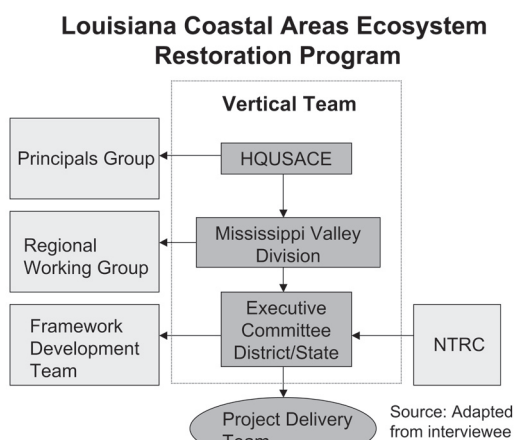 Louisiana Coastal Areas Ecosystem
Restoration Program
Vertical Team
Principals Group
HQUSACE
Regional
Working Group
Mississippi Valley
Division
Framework
Development
Team
Executive
Committee
District/State
NTRC
Project Delivery
Team
Source: Adapted
from interviewee